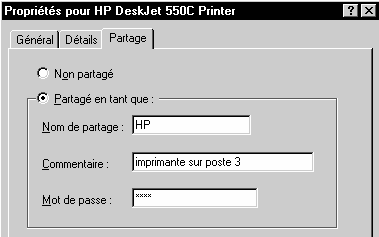 Propriétés pour HP DeskJet 550C Printer
Général Détails Partage
Non partagé
Partagé en tant que :
Nom de partage : HP
Commentaire : imprimante sur poste 3
Mot de passe : ****